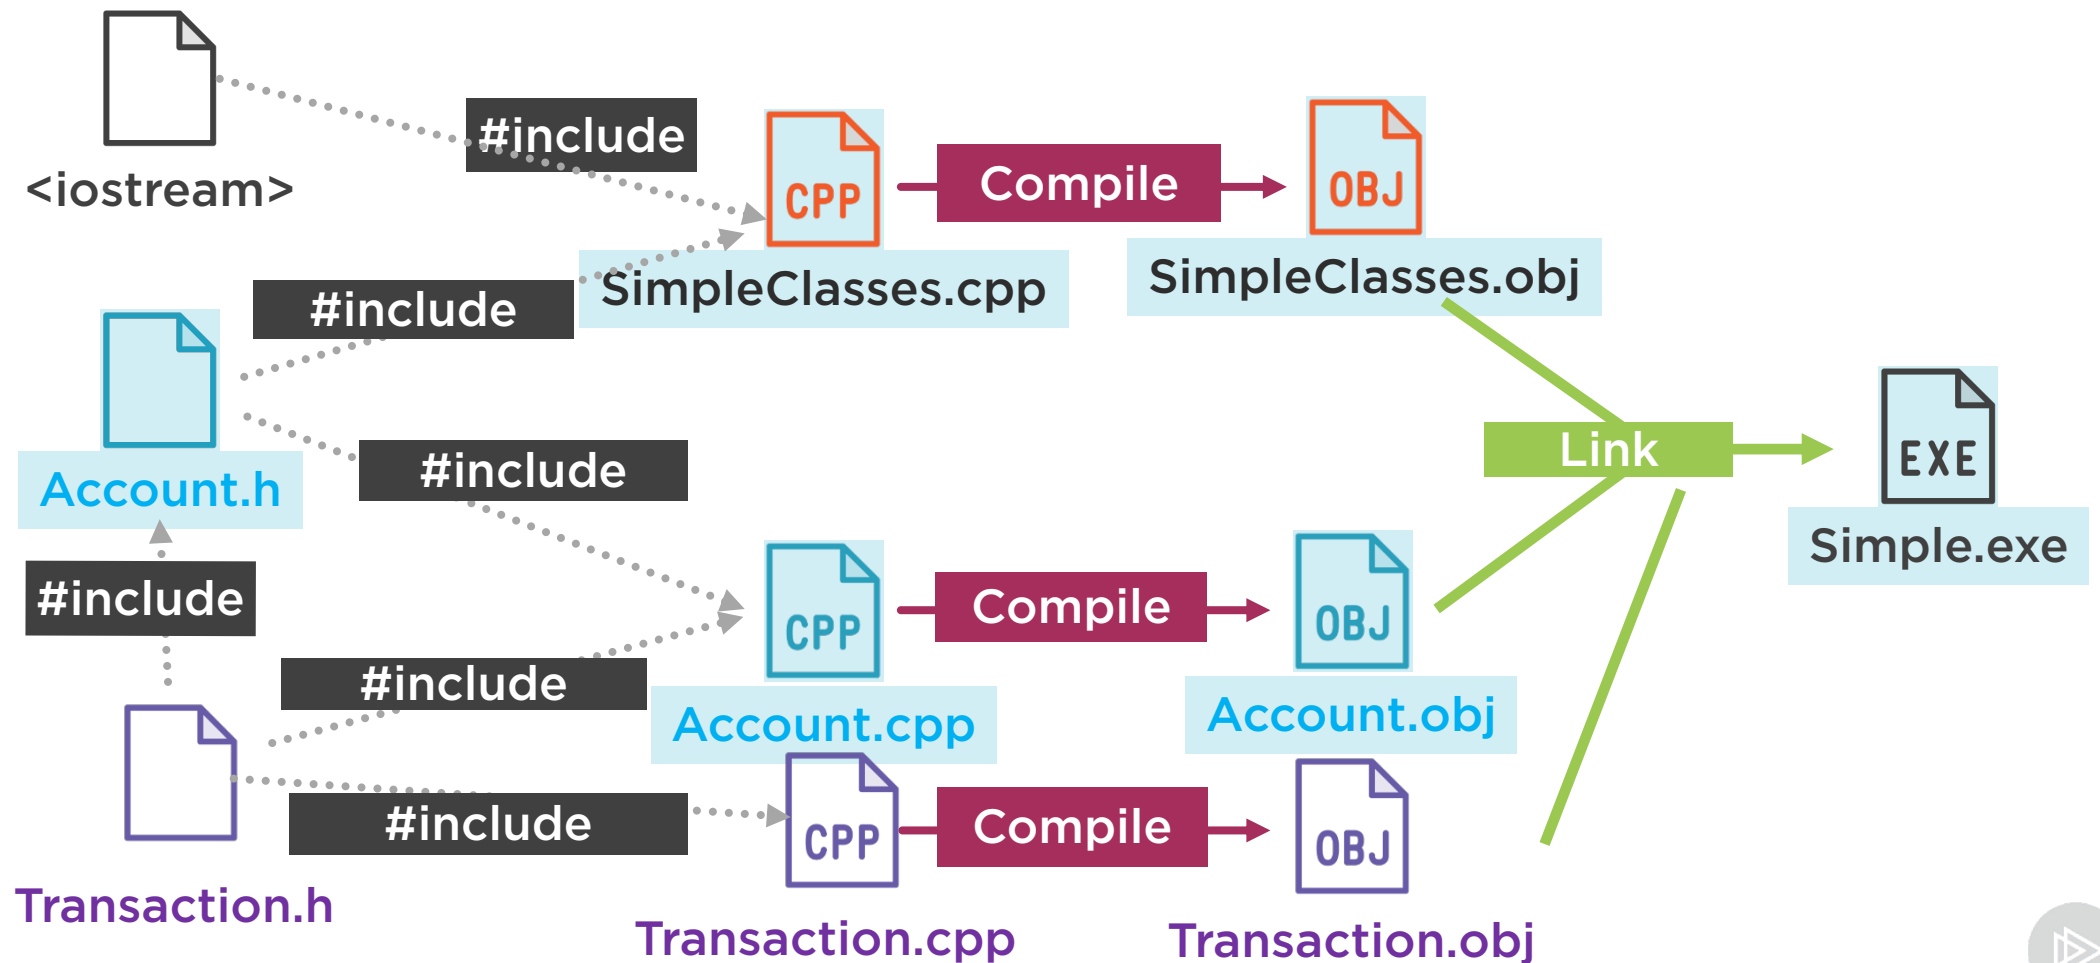 <iostream>
#include
CPP
SimpleClasses.cpp
Compile
OBJ
SimpleClasses.obj
#include
Account.h
#include
CPP
Account.cpp
Compile
OBJ
Account.obj
Link
EXE
Simple.exe
#include
#include
Transaction.h
#include
CPP
Transaction.cpp
Compile
OBJ
Transaction.obj